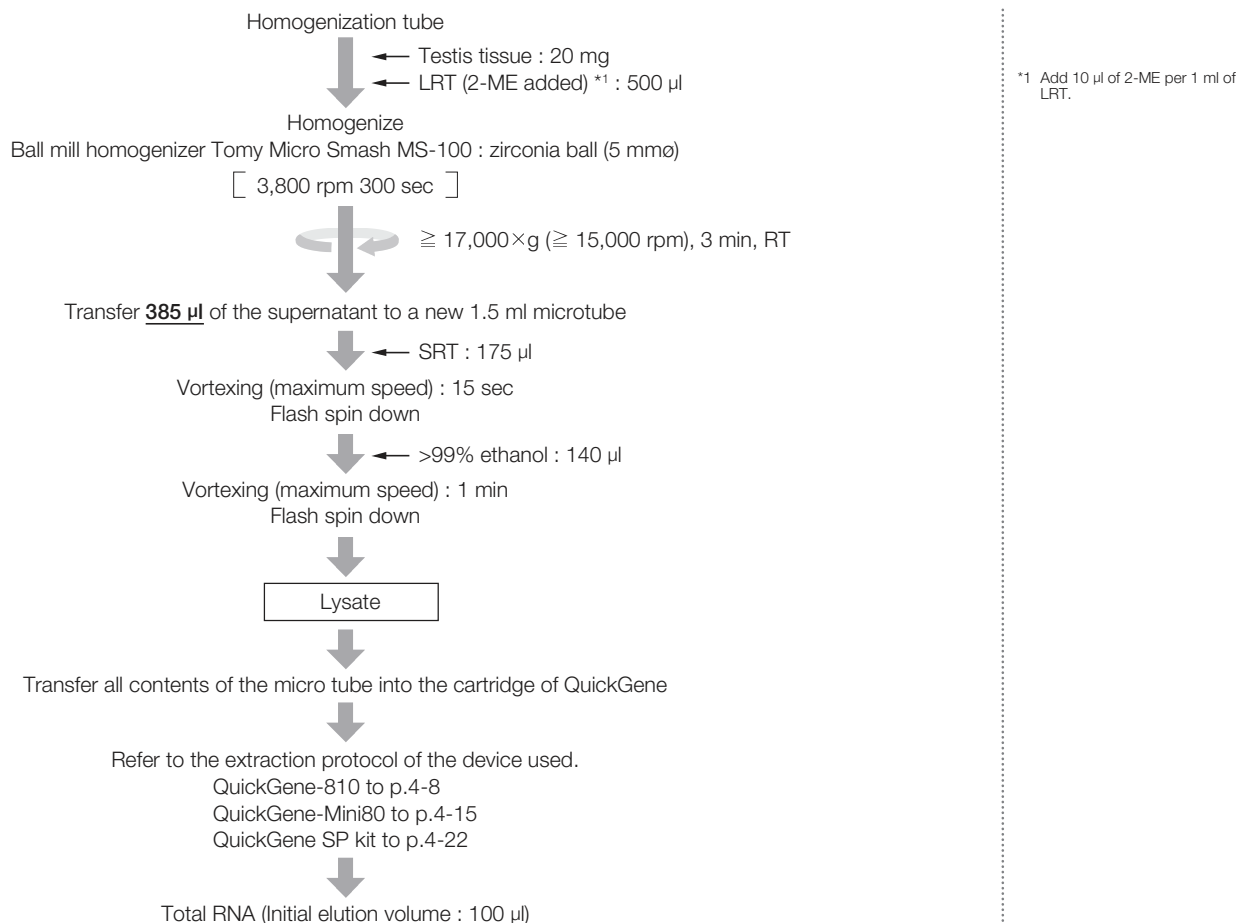 Homogenization tube
Testis tissue : 20 mg
LRT (2-ME added) *1 : 500 µl
Homogenize
Ball mill homogenizer Tomy Micro Smash MS-100 : zirconia ball (5 mmø)
[ 3,800 rpm 300 sec ]
≧ 17,000×g (≧ 15,000 rpm), 3 min, RT
Transfer 385 µl of the supernatant to a new 1.5 ml microtube
SRT : 175 µl
Vortexing (maximum speed) : 15 sec
Flash spin down
>99% ethanol : 140 µl
Vortexing (maximum speed) : 1 min
Flash spin down
Lysate
Transfer all contents of the micro tube into the cartridge of QuickGene
Refer to the extraction protocol of the device used.
QuickGene-810 to p.4-8
QuickGene-Mini80 to p.4-15
QuickGene SP kit to p.4-22
Total RNA (Initial elution volume : 100 µl)
*1 Add 10 µl of 2-ME per 1 ml of
LRT.